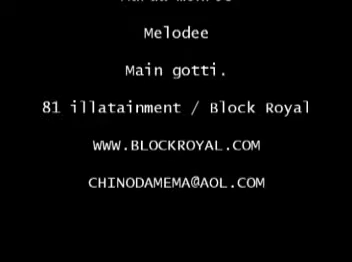 Melodee
Main gotti.
81 illatainment / Block Royal
WWW.BLOCKROYAL.COM
CHINODAMEMA@AOL.COM